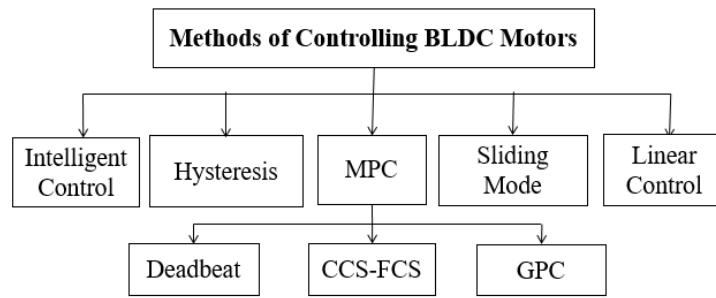 Methods of Controlling BLDC Motors
Intelligent
Control
Hysteresis
MPC
Sliding
Mode
Linear
Control
Deadbeat
CCS-FCS
GPC